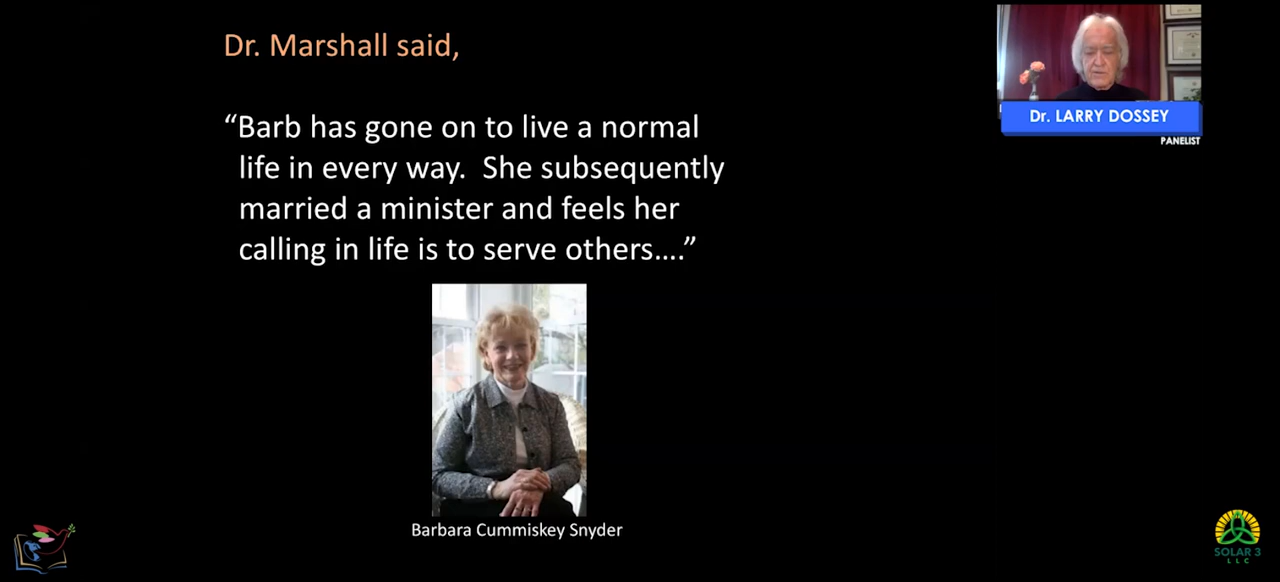 Dr. Marshall said,
“Barb has gone on to live a normal
life in every way.  She subsequently
married a minister and feels her
calling in life is to serve others….”
Barbara Cummiskey Snyder
Dr. LARRY DOSSEY
PANELIST
SOLAR 3
LLC